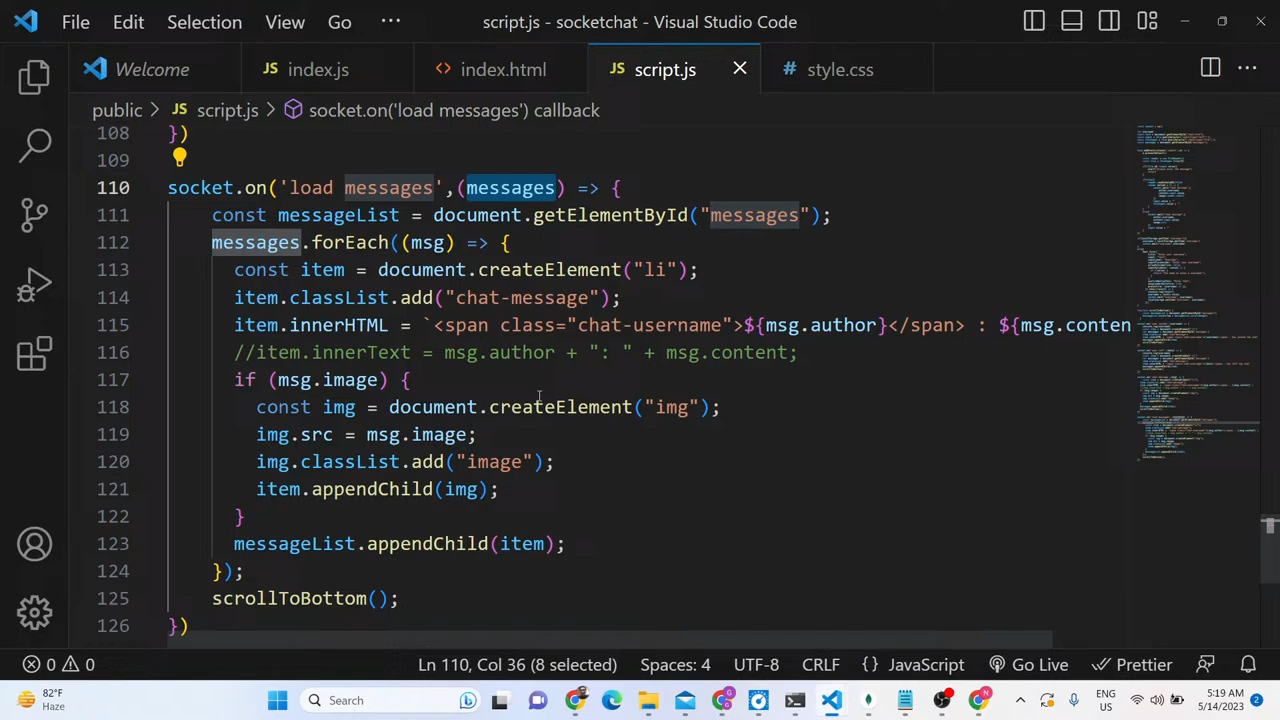 File Edit Selection View Go ··· script.js - socketchat - Visual Studio Code
Welcome JS index.js <> index.html JS script.js # style.css ···
public > JS script.js > socket.on('load messages') callback
108 })
109
110 socket.on('load messages',(messages) => {
111 const messageList = document.getElementById("messages");
112 messages.forEach((msg) => {
113 const item = document.createElement("li");
114 item.classList.add("chat-message");
115 item.innerHTML = `<span class="chat-username">${msg.author}</span> : ${msg.conten
116 //item.innerText = msg.author + ": " + msg.content;
117 if (msg.image) {
118 const img = document.createElement("img");
119 img.src = msg.image;
120 img.classList.add("image");
121 item.appendChild(img);
122 }
123 messageList.appendChild(item);
124 });
125 scrollToBottom();
126 })
0 0 Ln 110, Col 36 (8 selected) Spaces: 4 UTF-8 CRLF {} JavaScript Go Live Prettier
82°F
Haze
Search
ENG
US
5:19 AM
5/14/2023
2